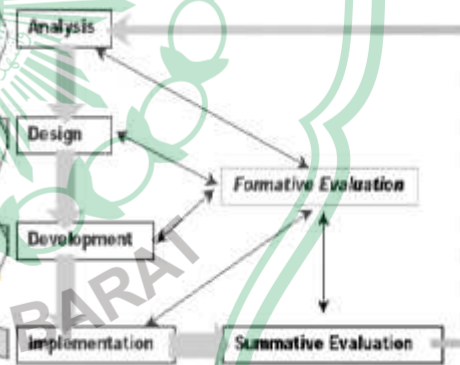 Analysis
Design
Formative Evaluation
Development
BARAT
Implementation
Summative Evaluation